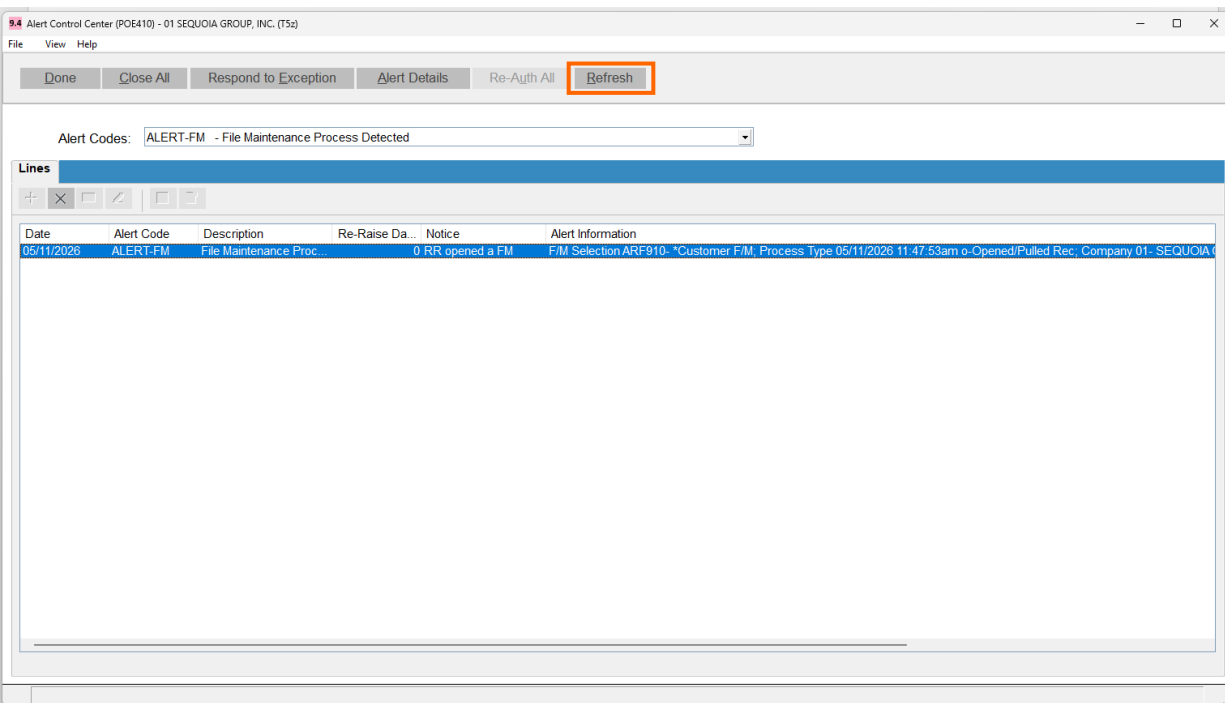 9.4 Alert Control Center (POE410) - 01 SEQUOIA GROUP, INC. (T5z)
File View Help
Done Close All Respond to Exception Alert Details Re-Auth All Refresh
Alert Codes: ALERT-FM - File Maintenance Process Detected
Lines
Date Alert Code Description Re-Raise Da... Notice Alert Information
05/11/2026 ALERT-FM File Maintenance Proc... 0 RR opened a FM F/M Selection ARF910- *Customer F/M; Process Type 05/11/2026 11:47:53am o-Opened/Pulled Rec; Company 01- SEQUOIA